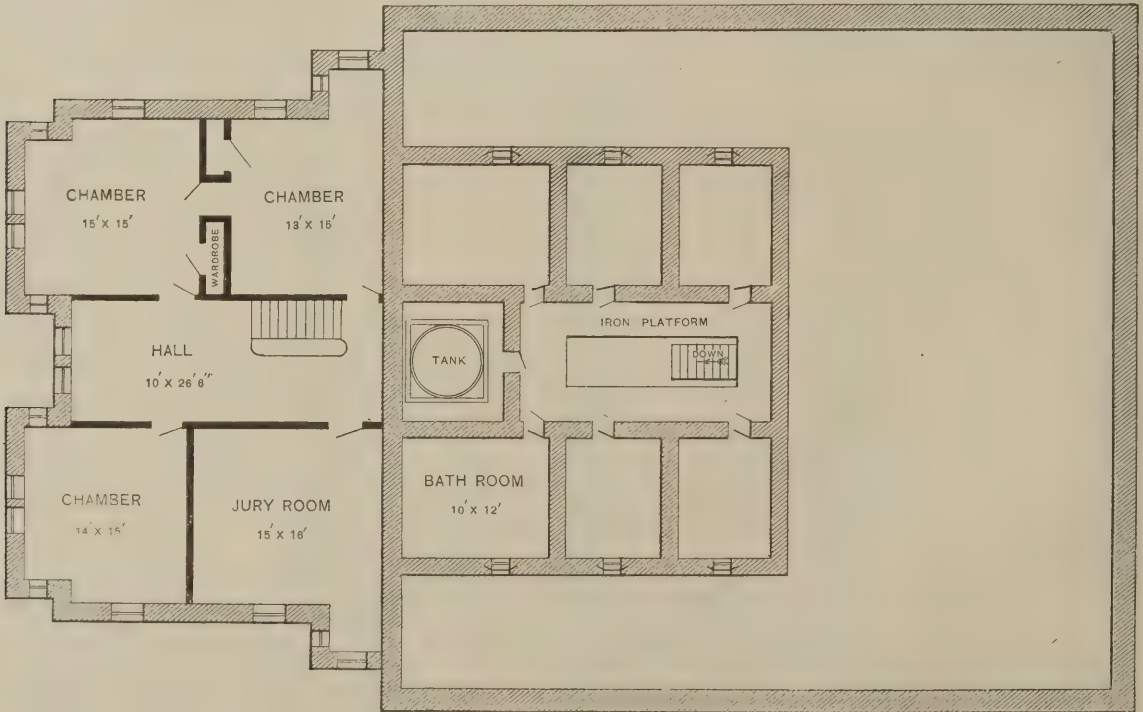 CHAMBER
15' X 15'
CHAMBER
13' X 15'
WARDROBE
HALL
10' X 26' 6"
TANK
IRON PLATFORM
DOWN
CHAMBER
14' X 15'
JURY ROOM
15' X 16'
BATH ROOM
10' X 12'